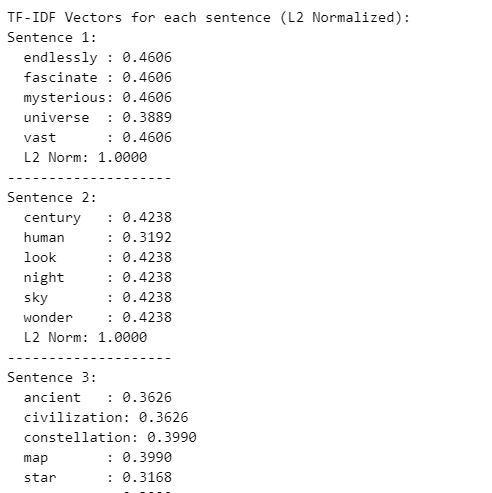 TF-IDF Vectors for each sentence (L2 Normalized):
Sentence 1:
  endlessly : 0.4606
  fascinate : 0.4606
  mysterious: 0.4606
  universe  : 0.3889
  vast      : 0.4606
  L2 Norm: 1.0000
--------------------
Sentence 2:
  century   : 0.4238
  human     : 0.3192
  look      : 0.4238
  night     : 0.4238
  sky       : 0.4238
  wonder    : 0.4238
  L2 Norm: 1.0000
--------------------
Sentence 3:
  ancient   : 0.3626
  civilization: 0.3626
  constellation: 0.3990
  map       : 0.3990
  star      : 0.3168